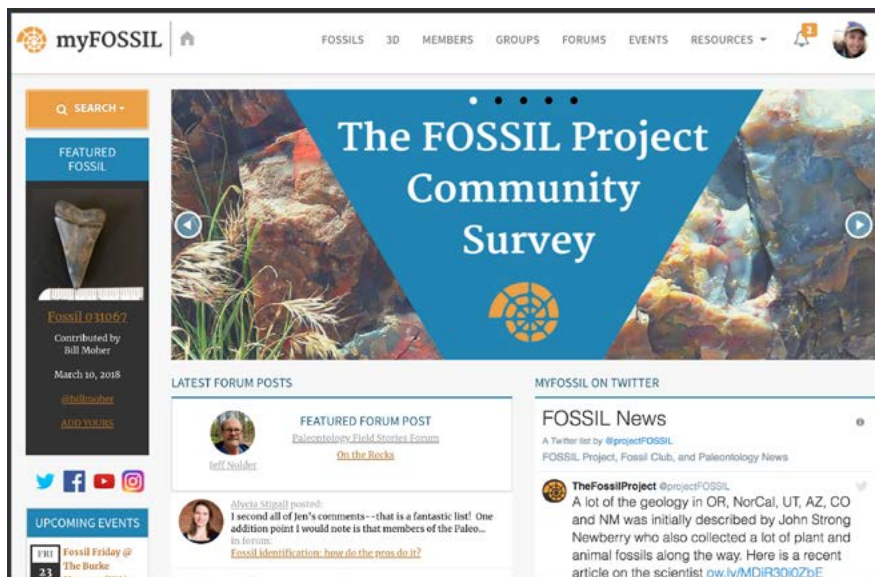 myFOSSIL
FOSSILS 3D MEMBERS GROUPS FORUMS EVENTS RESOURCES
2
SEARCH
FEATURED
FOSSIL
Fossil 031067
Contributed by
Bill Moher
March 10, 2018
@billmoher
ADD YOURS
UPCOMING EVENTS
FRI
23
Fossil Friday @
The Burke
The FOSSIL Project
Community
Survey
LATEST FORUM POSTS
FEATURED FORUM POST
Paleontology Field Stories Forum
On the Rocks
Jeff Nolder
Alycia Stigall posted:
I second all of Jen's comments--that is a fantastic list! One
addition point I would note is that members of the Paleo...
in forum:
Fossil identification: how do the pros do it?
MYFOSSIL ON TWITTER
FOSSIL News
A Twitter list by @projectFOSSIL
FOSSIL Project, Fossil Club, and Paleontology News
TheFossilProject @projectFOSSIL
A lot of the geology in OR, NorCal, UT, AZ, CO
and NM was initially described by John Strong
Newberry who also collected a lot of plant and
animal fossils along the way. Here is a recent
article on the scientist